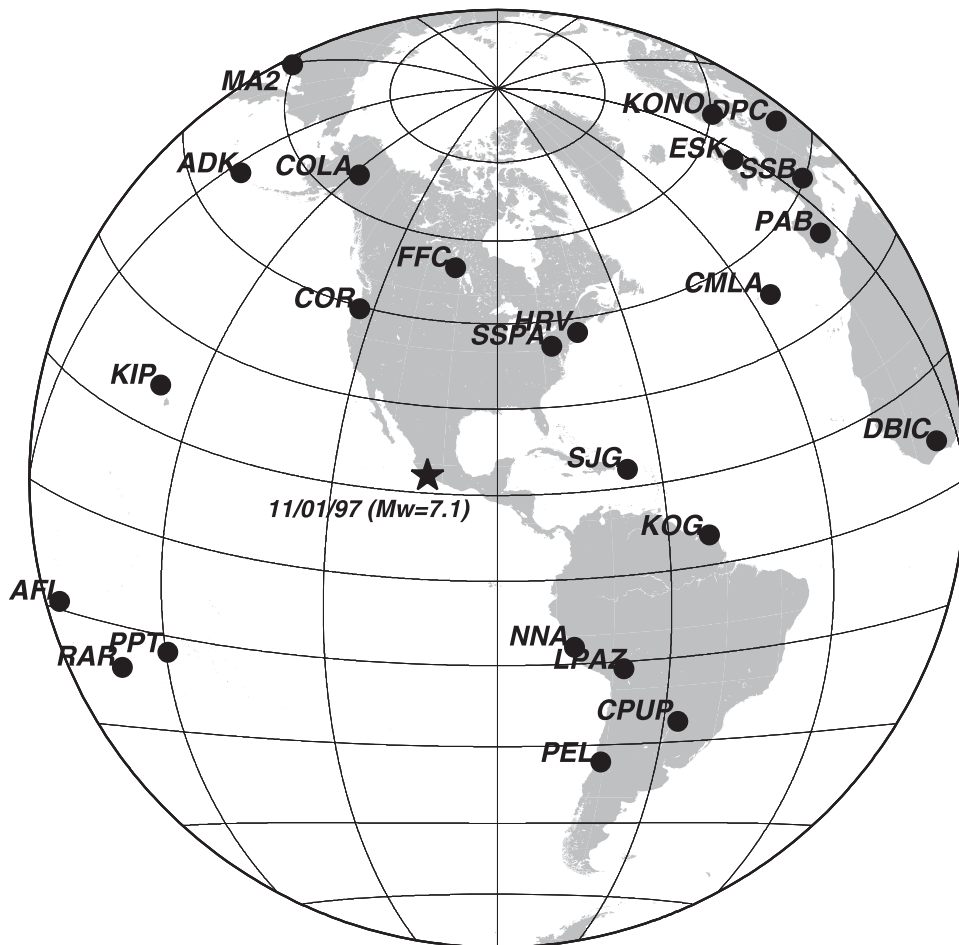 MA2
KONO
DPC
ADK
COLA
ESK
SSB
PAB
FFC
CMLA
COR
HRV
SSPA
KIP
DBIC
SJG
11/01/97 (Mw=7.1)
KOG
AFI
NNA
PPT
RAR
LPAZ
CPUP
PEL